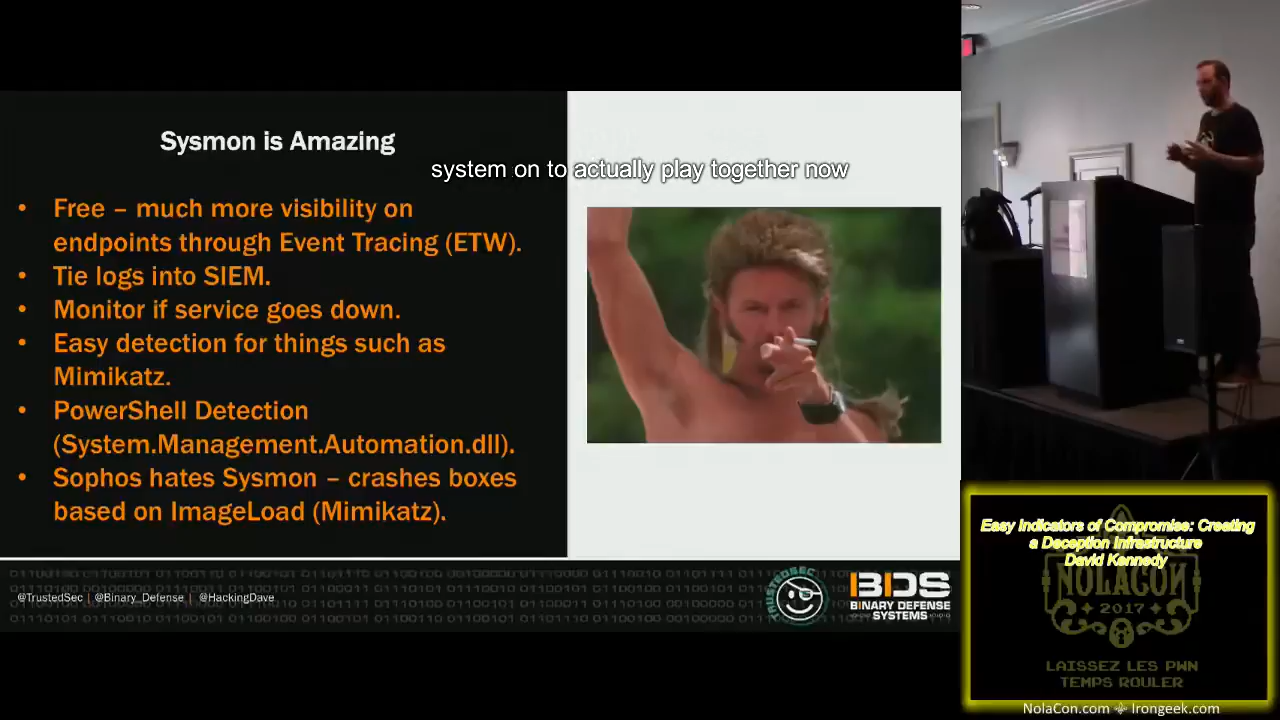 Sysmon is Amazing
system on to actually play together now
• Free – much more visibility on
endpoints through Event Tracing (ETW).
• Tie logs into SIEM.
• Monitor if service goes down.
• Easy detection for things such as
Mimikatz.
• PowerShell Detection
(System.Management.Automation.dll).
• Sophos hates Sysmon – crashes boxes
based on ImageLoad (Mimikatz).
@TrustedSec | @Binary_Defense | @HackingDave
TRUSTEDSEC
BDS
BINARY DEFENSE
SYSTEMS
Easy Indicators of Compromise: Creating
a Deception Infrastructure
David Kennedy
NOLACON
2017
LAISSEZ LES PWN
TEMPS ROULER
NolaCon.com Irongeek.com